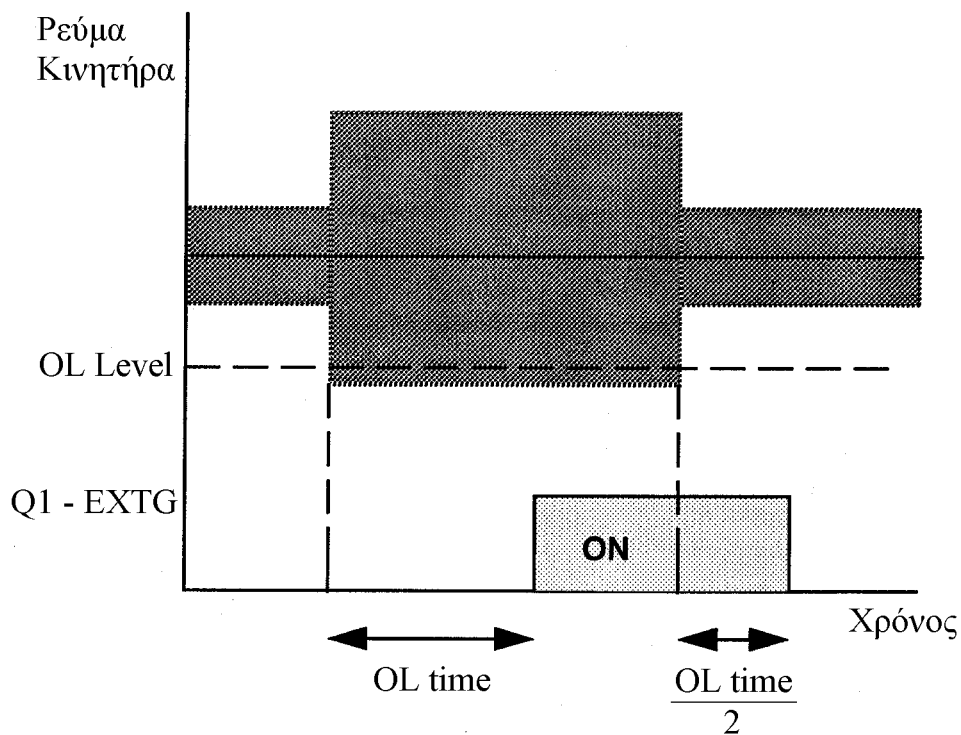 Ρεύμα
Κινητήρα
OL Level
Q1 - EXTG
ON
Χρόνος
OL time
OL time
2